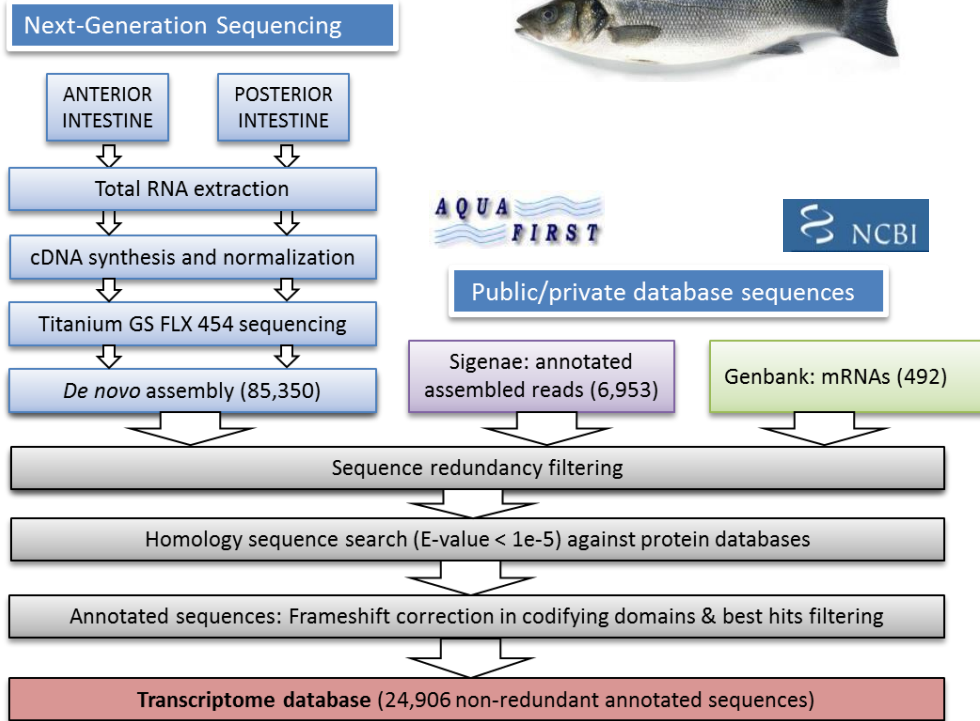 Next-Generation Sequencing
ANTERIOR
INTESTINE
POSTERIOR
INTESTINE
Total RNA extraction
cDNA synthesis and normalization
Titanium GS FLX 454 sequencing
De novo assembly (85,350)
AQUA
FIRST
NCBI
Public/private database sequences
Sigenae: annotated
assembled reads (6,953)
Genbank: mRNAs (492)
Sequence redundancy filtering
Homology sequence search (E-value < 1e-5) against protein databases
Annotated sequences: Frameshift correction in codifying domains & best hits filtering
Transcriptome database (24,906 non-redundant annotated sequences)